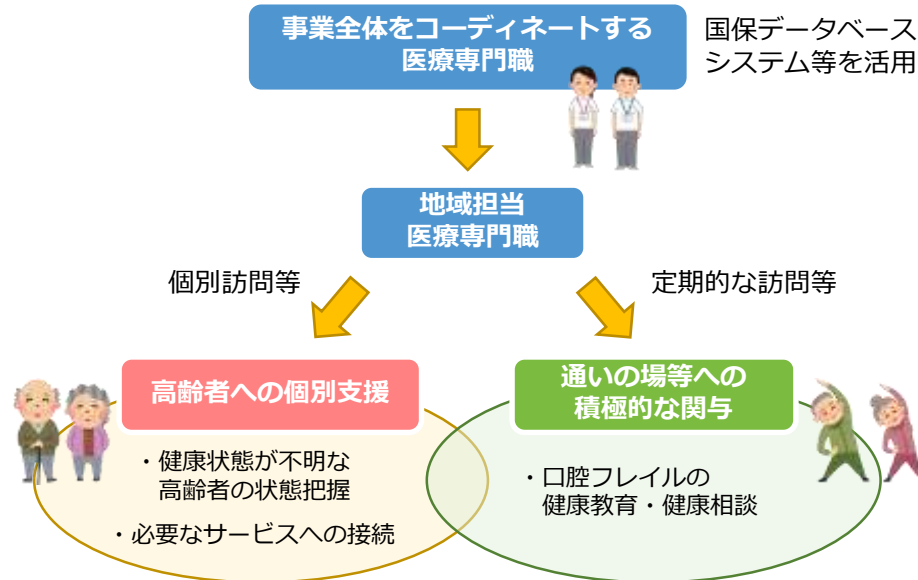 事業全体をコーディネートする
医療専門職
国保データベース
システム等を活用
地域担当
医療専門職
個別訪問等
定期的な訪問等
高齢者への個別支援
通いの場等への
積極的な関与
・健康状態が不明な
高齢者の状態把握
・必要なサービスへの接続
・口腔フレイルの
健康教育・健康相談